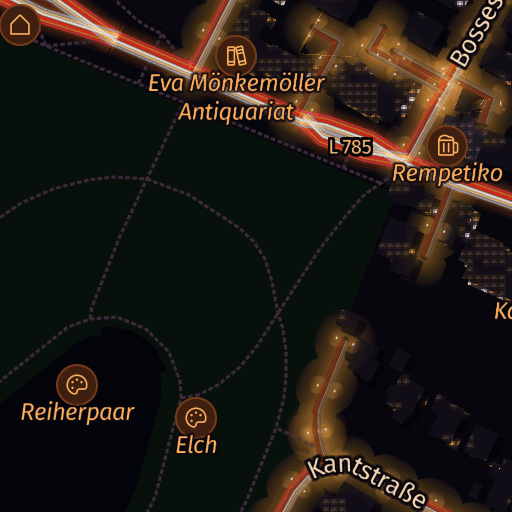 Bosses
Eva Mönkemöller
Antiquariat
L 785
Rempetiko
Reiherpaar
Elch
Kantstraße